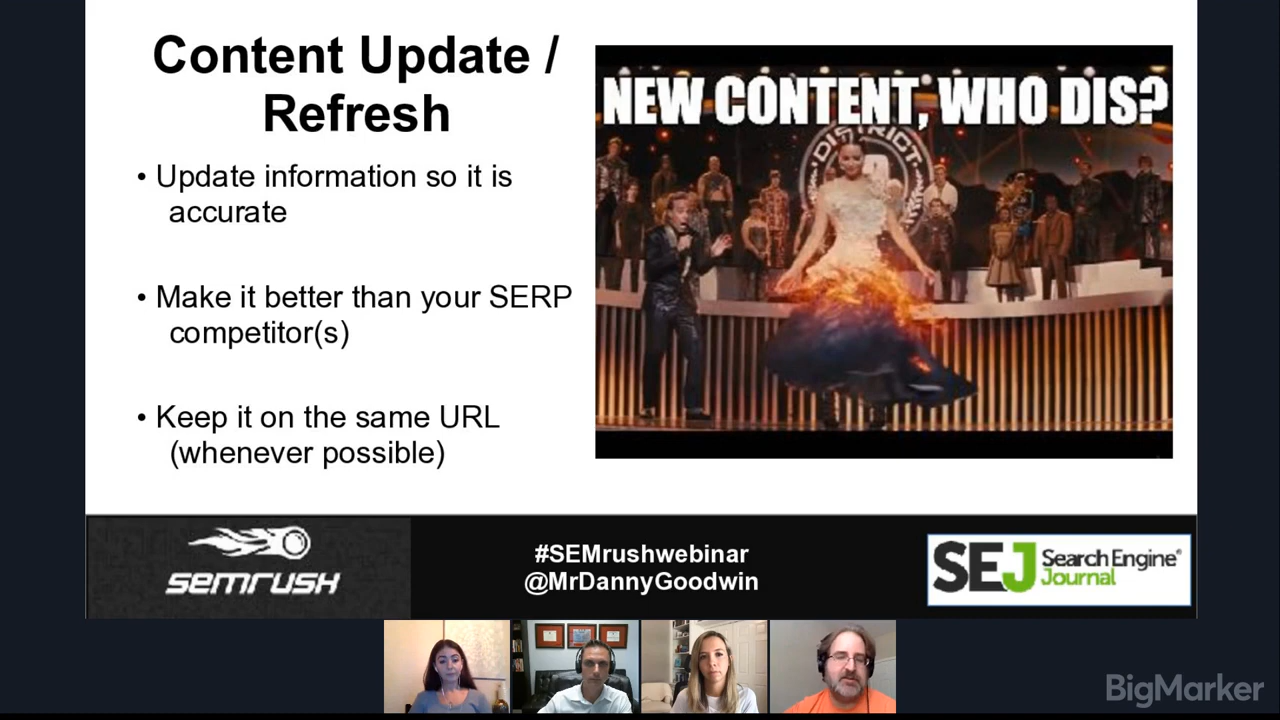 Content Update /
Refresh
• Update information so it is
accurate
• Make it better than your SERP
competitor(s)
• Keep it on the same URL
(whenever possible)
NEW CONTENT, WHO DIS?
DISTRICT
semrush
#SEMrushwebinar
@MrDannyGoodwin
SEJ Search Engine®
Journal
BigMarker